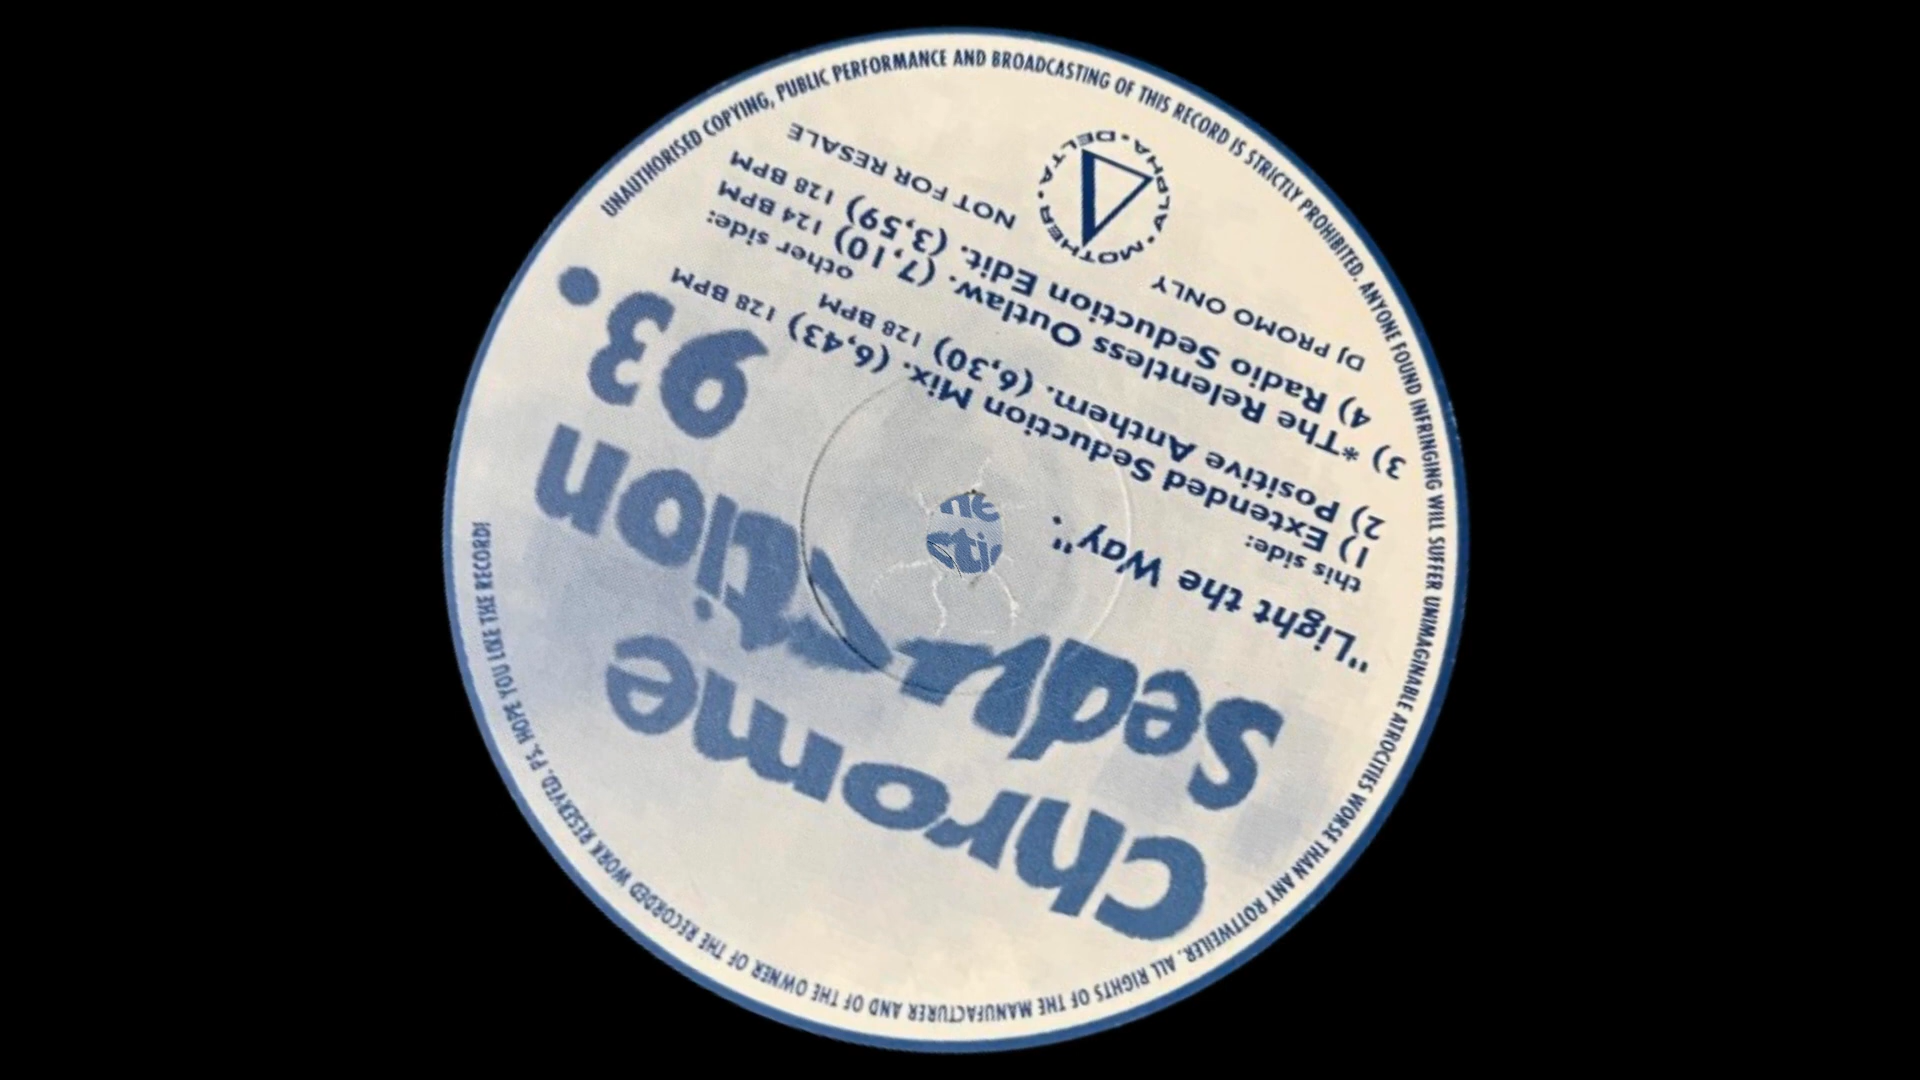 Chrome
Seduction
93.
"Light the Way".
this side:
1) Extended Seduction Mix. (6,43) 128 BPM
2) Positive Anthem. (6,30) 128 BPM
other side:
3) *The Relentless Outlaw. (7,10) 124 BPM
4) Radio Seduction Edit. (3,59) 128 BPM
DJ PROMO ONLY
NOT FOR RESALE
MOTHER • ALPHA • DELTA •
UNAUTHORISED COPYING, PUBLIC PERFORMANCE AND BROADCASTING OF THIS RECORD IS STRICTLY PROHIBITED. ANYONE FOUND INFRINGING WILL SUFFER UNIMAGINABLE ATROCITIES WORSE THAN ANY ROTTWEILER. ALL RIGHTS OF THE MANUFACTURER AND OF THE OWNER OF THE RECORDED WORK RESERVED. PS. HOPE YOU LIKE THE RECORD!